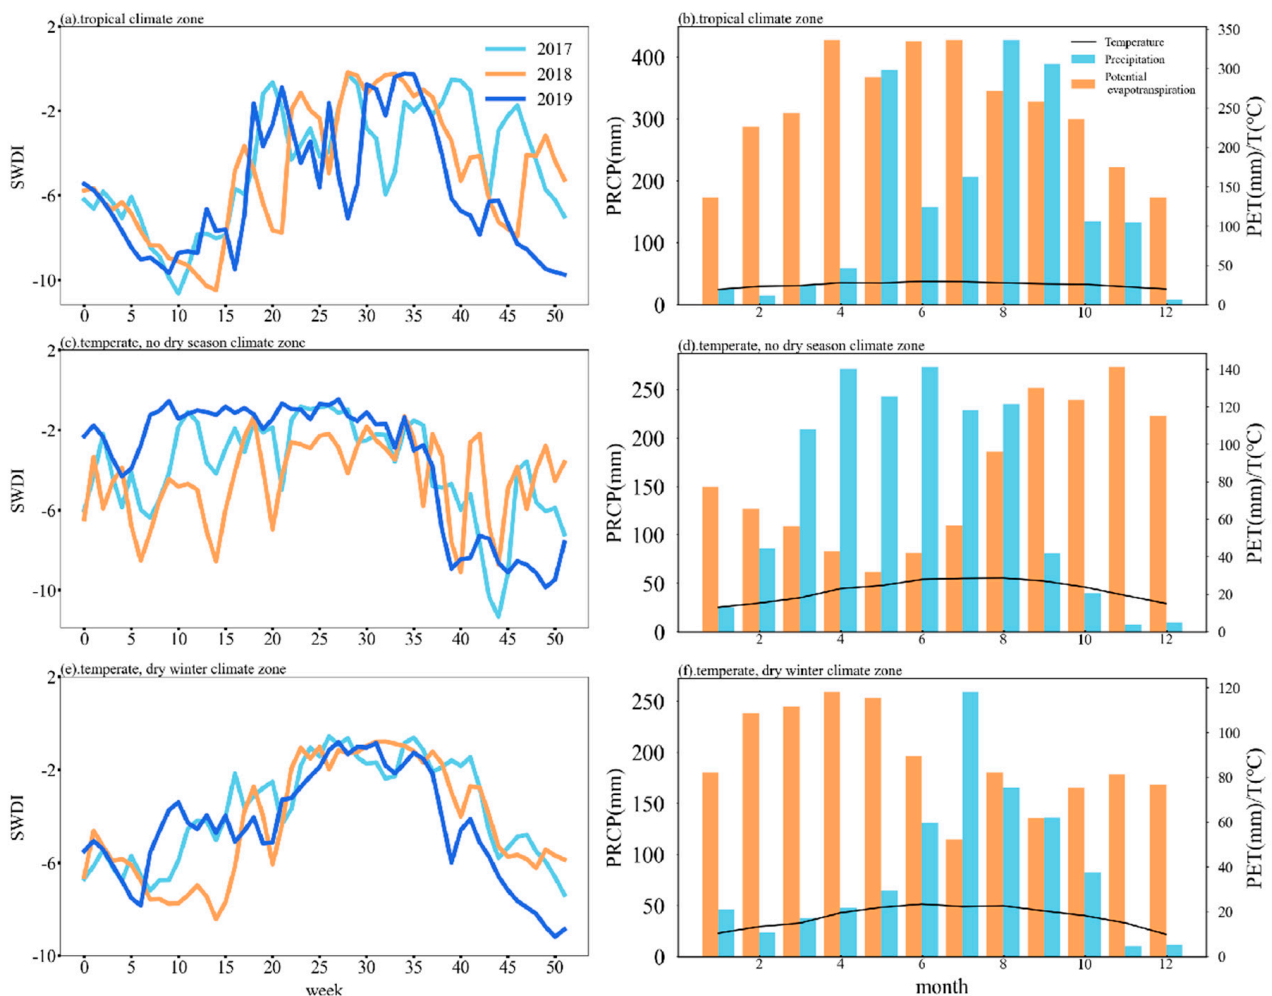 (a).tropical climate zone
2
-2
-6
-10
SWDI
2017
2018
2019
0 5 10 15 20 25 30 35 40 45 50
(b).tropical climate zone
400
300
200
100
0
PRCP(mm)
Temperature
Precipitation
Potential
evapotranspiration
350
300
250
200
150
100
50
0
PET(mm)/T(°C)
2 4 6 8 10 12
(c).temperate, no dry season climate zone
2
-2
-6
-10
SWDI
0 5 10 15 20 25 30 35 40 45 50
(d).temperate, no dry season climate zone
250
200
150
100
50
0
PRCP(mm)
140
120
100
80
60
40
20
0
PET(mm)/T(°C)
2 4 6 8 10 12
(e).temperate, dry winter climate zone
2
-2
-6
-10
SWDI
0 5 10 15 20 25 30 35 40 45 50
week
(f).temperate, dry winter climate zone
250
200
150
100
50
0
PRCP(mm)
120
100
80
60
40
20
0
PET(mm)/T(°C)
2 4 6 8 10 12
month